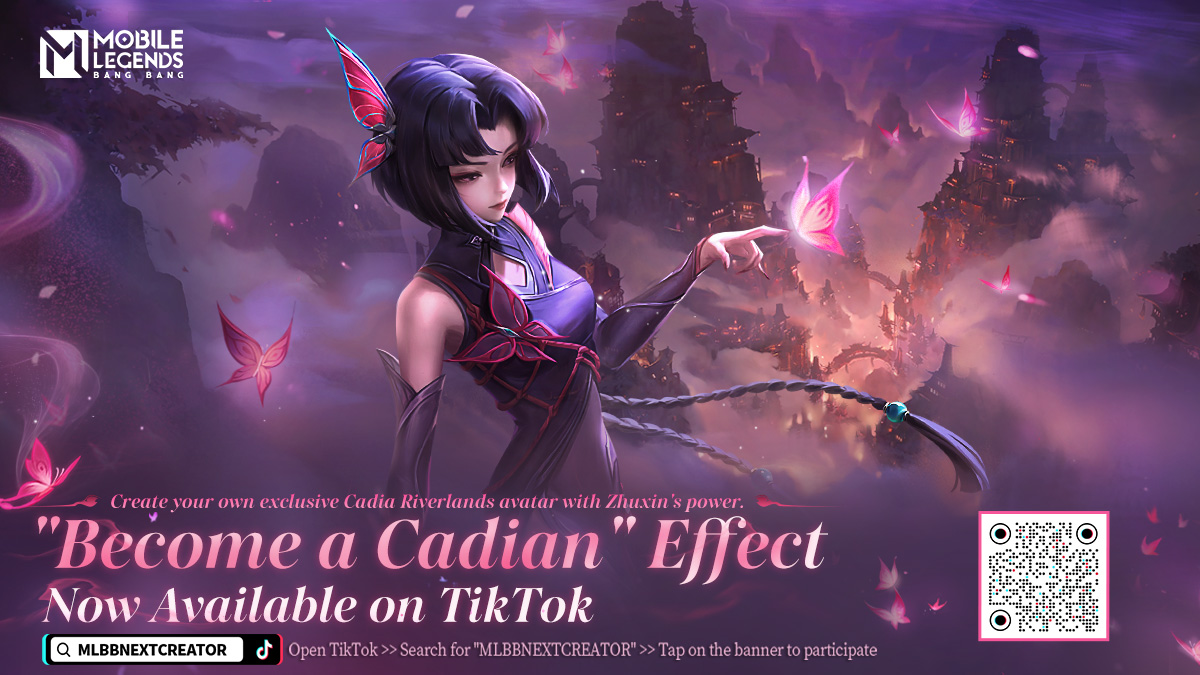 MOBILE
LEGENDS
BANG BANG
Create your own exclusive Cadia Riverlands avatar with Zhuxin's power.
"Become a Cadian" Effect
Now Available on TikTok
MLBBNEXTCREATOR
Open TikTok >> Search for "MLBBNEXTCREATOR" >> Tap on the banner to participate